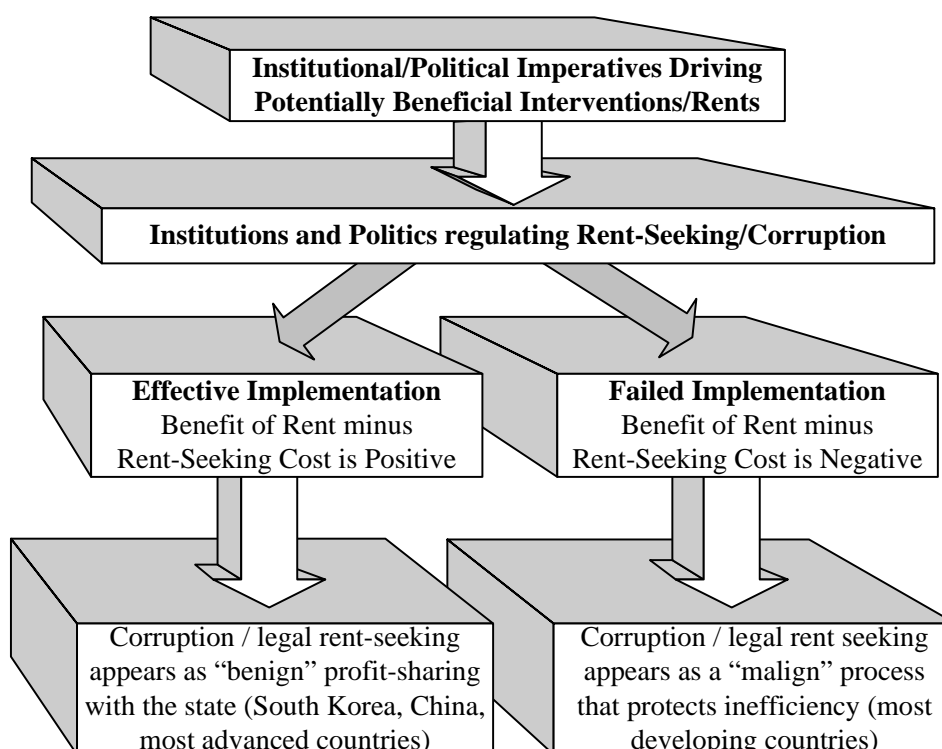 Institutional/Political Imperatives Driving
Potentially Beneficial Interventions/Rents
Institutions and Politics regulating Rent-Seeking/Corruption
Effective Implementation
Benefit of Rent minus
Rent-Seeking Cost is Positive
Failed Implementation
Benefit of Rent minus
Rent-Seeking Cost is Negative
Corruption / legal rent-seeking
appears as “benign” profit-sharing
with the state (South Korea, China,
most advanced countries)
Corruption / legal rent seeking
appears as a “malign” process
that protects inefficiency (most
developing countries)